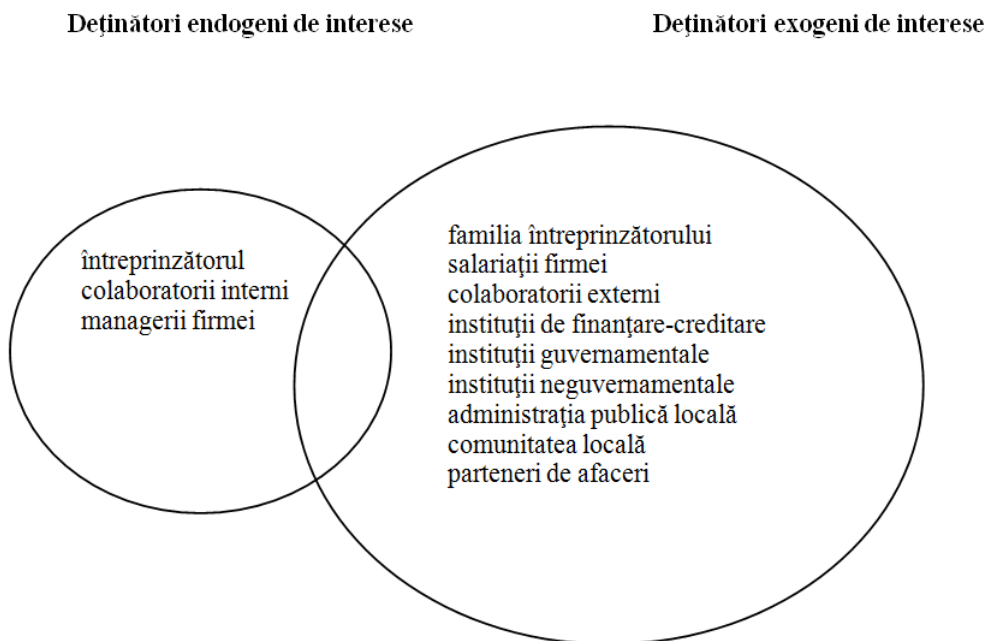 Deţinători endogeni de interese
Deţinători exogeni de interese
întreprinzătorul
colaboratorii interni
managerii firmei
familia întreprinzătorului
salariaţii firmei
colaboratorii externi
instituţii de finanţare-creditare
instituţii guvernamentale
instituţii neguvernamentale
administraţia publică locală
comunitatea locală
parteneri de afaceri